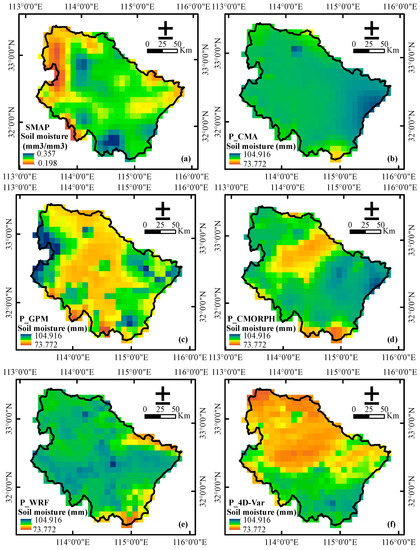 113°0'0"E 114°0'0"E 115°0'0"E 116°0'0"E 113°0'0"E 114°0'0"E 115°0'0"E 116°0'0"E
33°0'0"N
32°0'0"N
0 25 50
Km
SMAP
Soil moisture
(mm3/mm3)
0.357
0.198
(a)
0 25 50
Km
33°0'0"N
32°0'0"N
P_CMA
Soil moisture (mm)
104.916
73.772
(b)
113°0'0"E 114°0'0"E 115°0'0"E 116°0'0"E 113°0'0"E 114°0'0"E 115°0'0"E 116°0'0"E
33°0'0"N
32°0'0"N
0 25 50
Km
P_GPM
Soil moisture (mm)
104.916
73.772
(c)
0 25 50
Km
33°0'0"N
32°0'0"N
P_CMORPH
Soil moisture (mm)
104.916
73.772
(d)
114°0'0"E 115°0'0"E 116°0'0"E 114°0'0"E 115°0'0"E 116°0'0"E
33°0'0"N
32°0'0"N
0 25 50
Km
P_WRF
Soil moisture (mm)
104.916
73.772
(e)
0 25 50
Km
33°0'0"N
32°0'0"N
P_4D-Var
Soil moisture (mm)
104.916
73.772
(f)
114°0'0"E 115°0'0"E 116°0'0"E 114°0'0"E 115°0'0"E 116°0'0"E